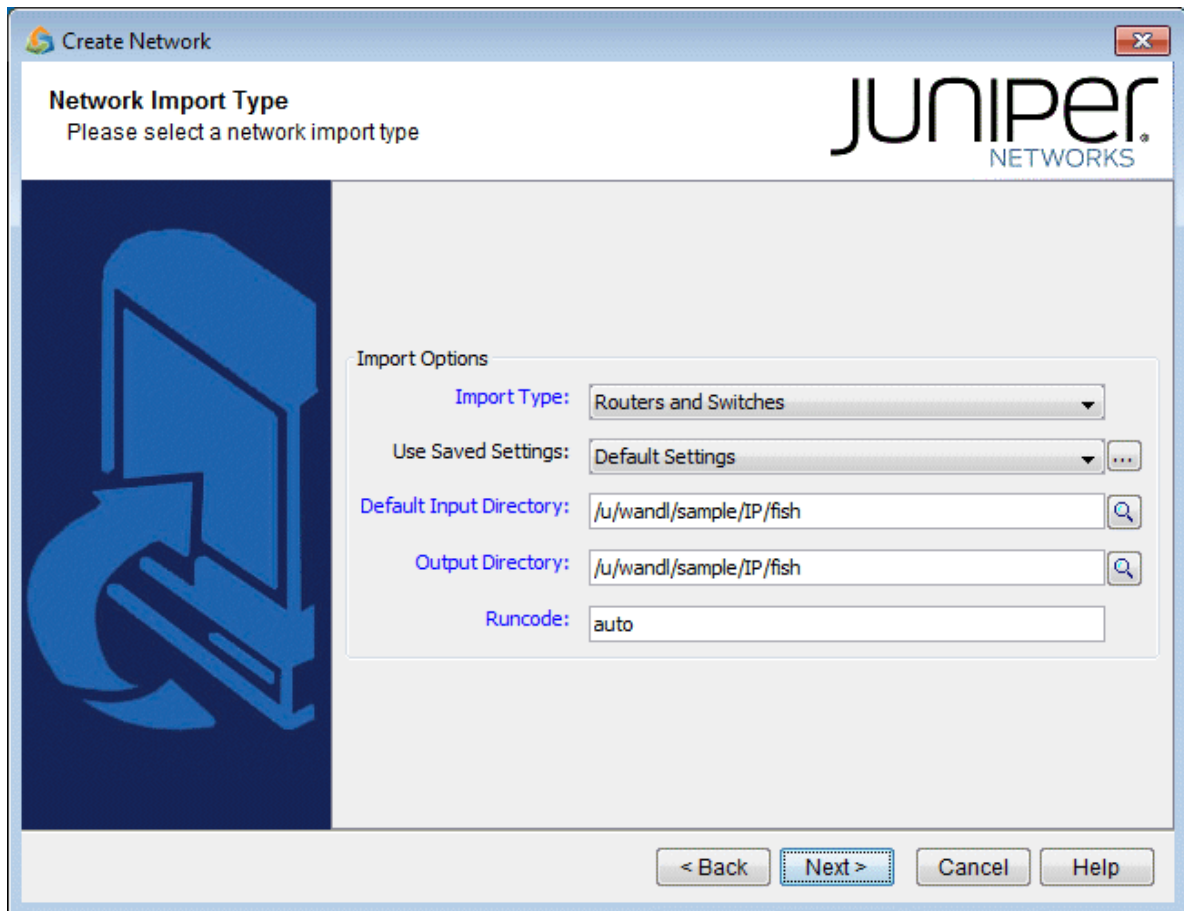 Create Network
Network Import Type
Please select a network import type
JUNIPER
NETWORKS
Import Options
Import Type: Routers and Switches
Use Saved Settings: Default Settings ...
Default Input Directory: /u/wandl/sample/IP/fish
Output Directory: /u/wandl/sample/IP/fish
Runcode: auto
< Back Next > Cancel Help